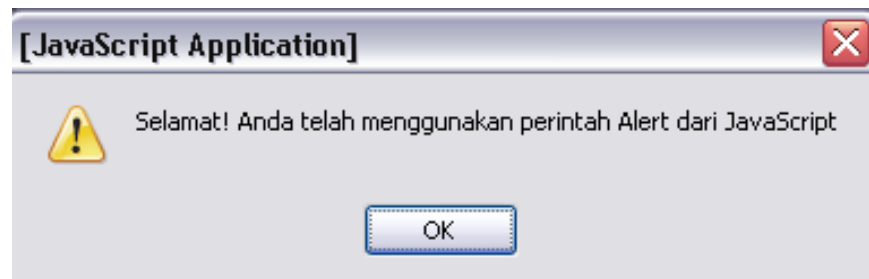 [JavaScript Application]
Selamat! Anda telah menggunakan perintah Alert dari JavaScript
OK